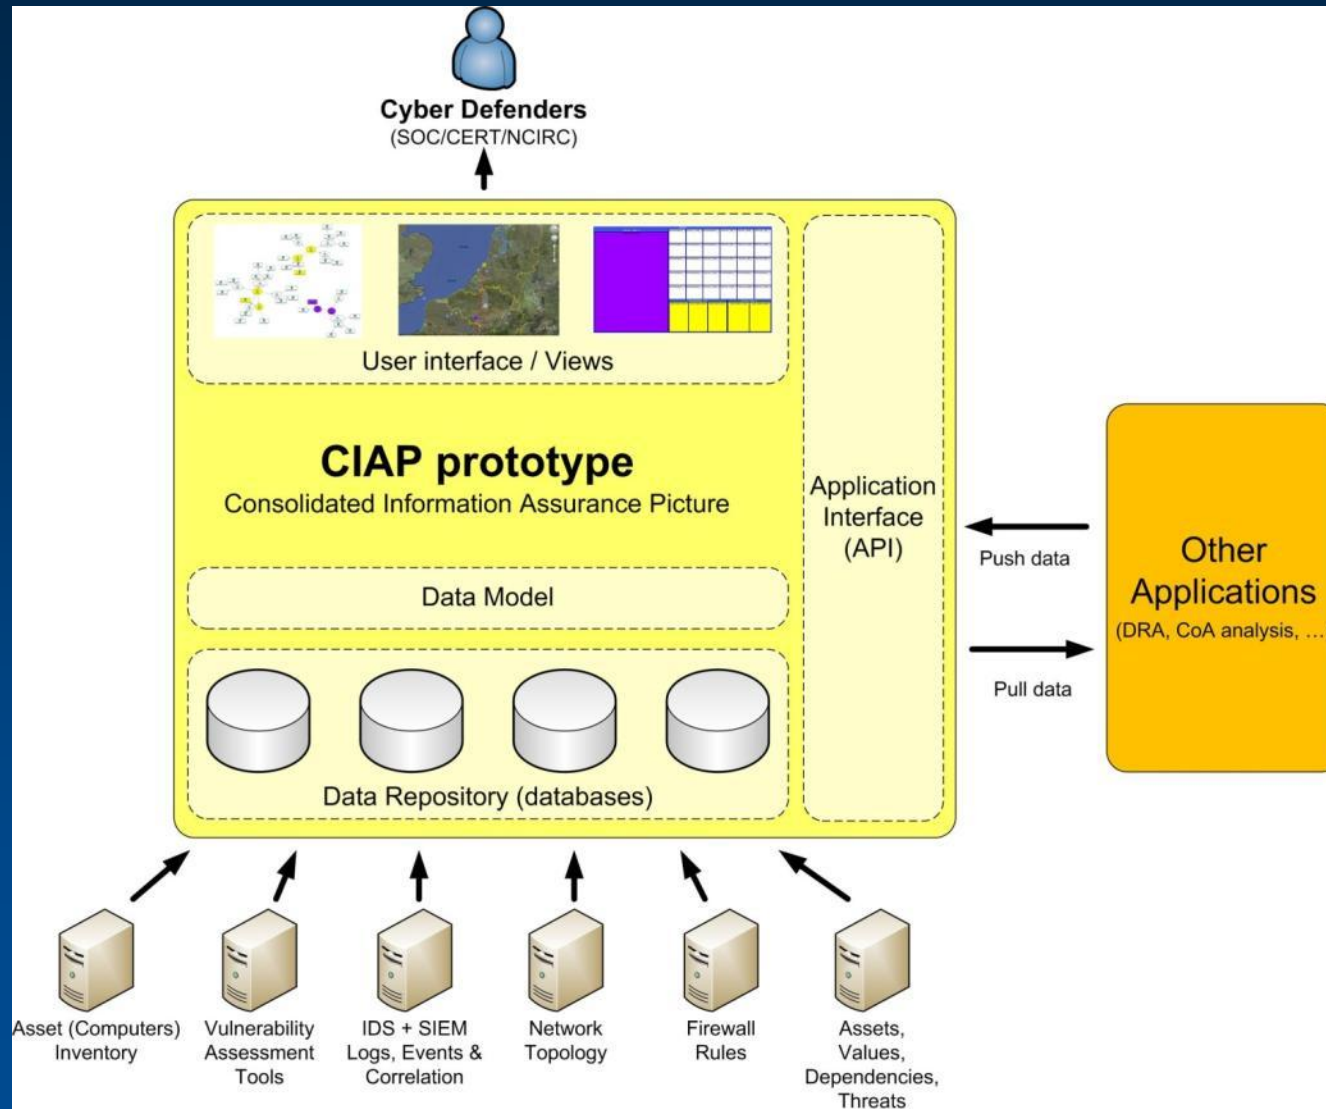 Cyber Defenders
(SOC/CERT/NCIRC)
User interface / Views
CIAP prototype
Consolidated Information Assurance Picture
Application
Interface
(API)
Push data
Pull data
Other
Applications
(DRA, CoA analysis, ...
Data Model
Data Repository (databases)
Asset (Computers)
Inventory
Vulnerability
Assessment
Tools
IDS + SIEM
Logs, Events &
Correlation
Network
Topology
Firewall
Rules
Assets,
Values,
Dependencies,
Threats